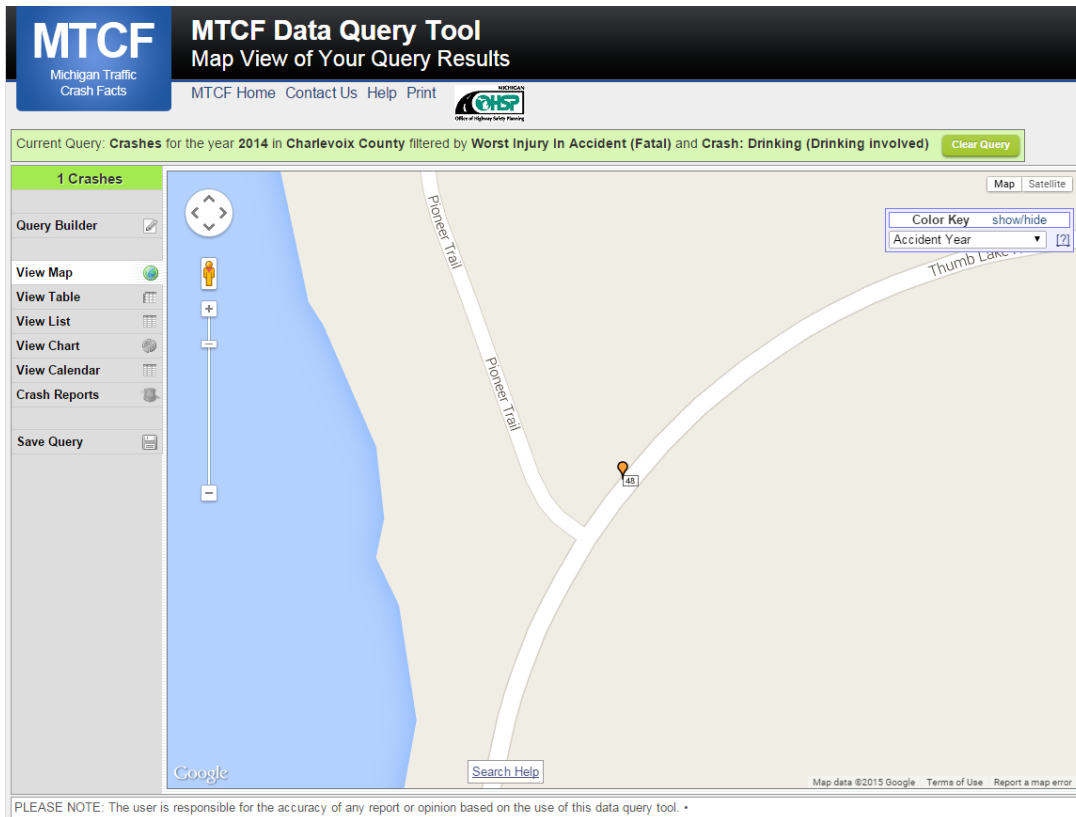 MTCF
Michigan Traffic
Crash Facts
MTCF Data Query Tool
Map View of Your Query Results
MTCF Home Contact Us Help Print
MICHIGAN
OHSP
Office of Highway Safety Planning
Current Query: Crashes for the year 2014 in Charlevoix County filtered by Worst Injury In Accident (Fatal) and Crash: Drinking (Drinking involved)
Clear Query
1 Crashes
Query Builder
View Map
View Table
View List
View Chart
View Calendar
Crash Reports
Save Query
Map Satellite
Color Key show/hide
Accident Year [?]
Pioneer Trail
Thumb Lake
Pioneer Trail
48
Google
Search Help
Map data ©2015 Google Terms of Use Report a map error
PLEASE NOTE: The user is responsible for the accuracy of any report or opinion based on the use of this data query tool. •